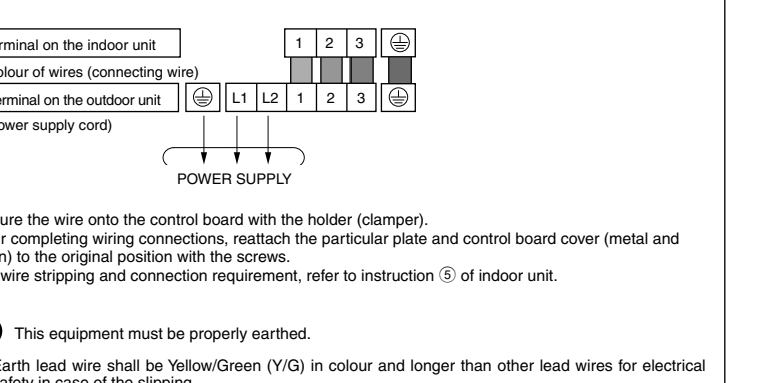 rminal on the indoor unit 1 2 3
olour of wires (connecting wire)
erminal on the outdoor unit L1 L2 1 2 3
ower supply cord)
POWER SUPPLY
ure the wire onto the control board with the holder (clamper).
r completing wiring connections, reattach the particular plate and control board cover (metal and
n) to the original position with the screws.
wire stripping and connection requirement, refer to instruction ⑤ of indoor unit.
This equipment must be properly earthed.
Earth lead wire shall be Yellow/Green (Y/G) in colour and longer than other lead wires for electrical
afety in case of the slipping